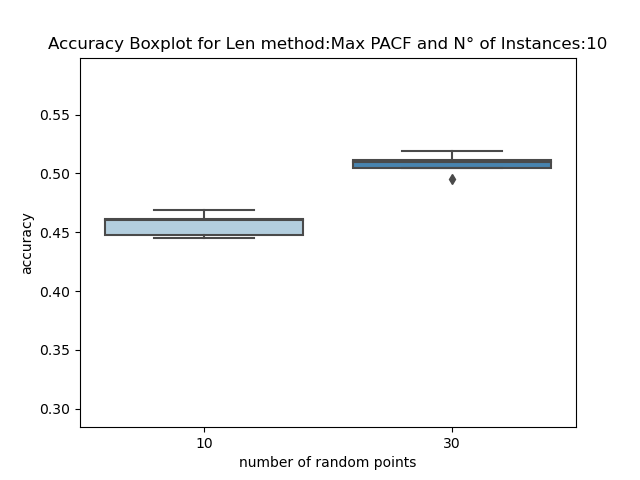 Accuracy Boxplot for Len method:Max PACF and N° of Instances:10
0.55
0.50
0.45
0.40
0.35
0.30
accuracy
10
30
number of random points